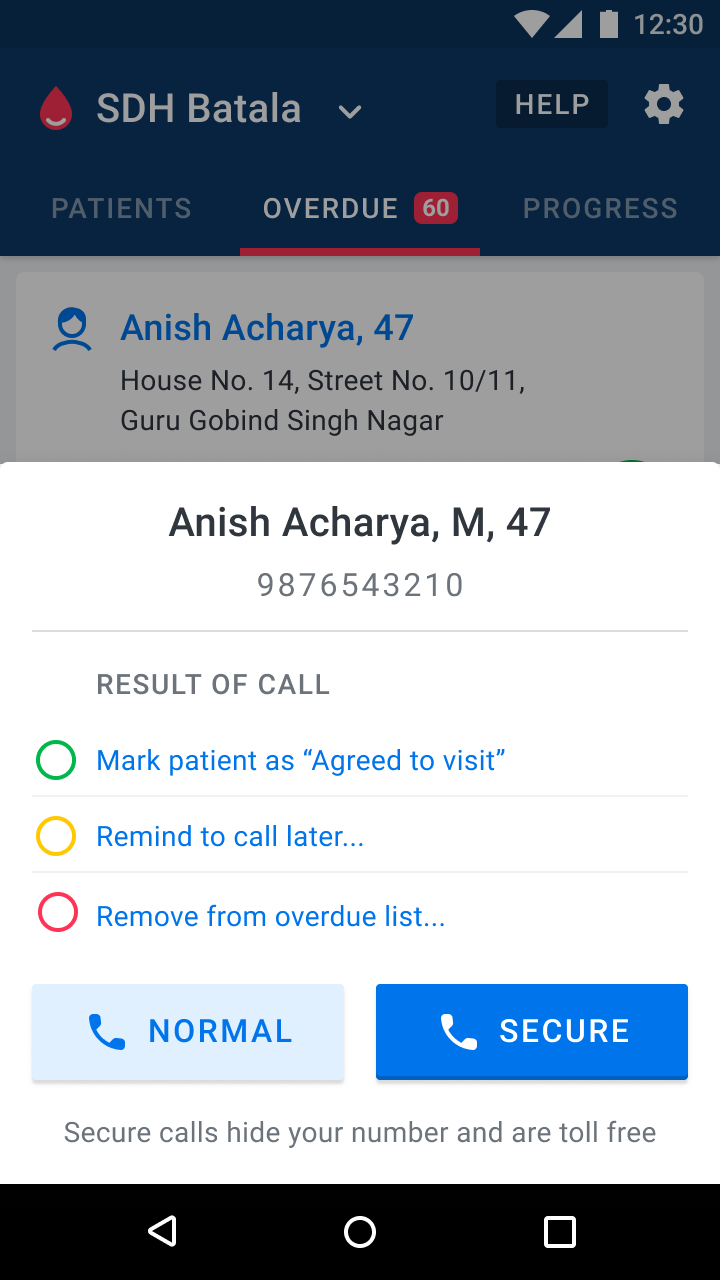 12:30
SDH Batala
HELP
PATIENTS
OVERDUE 60
PROGRESS
Anish Acharya, 47
House No. 14, Street No. 10/11,
Guru Gobind Singh Nagar
Anish Acharya, M, 47
9876543210
RESULT OF CALL
Mark patient as “Agreed to visit”
Remind to call later...
Remove from overdue list...
NORMAL
SECURE
Secure calls hide your number and are toll free